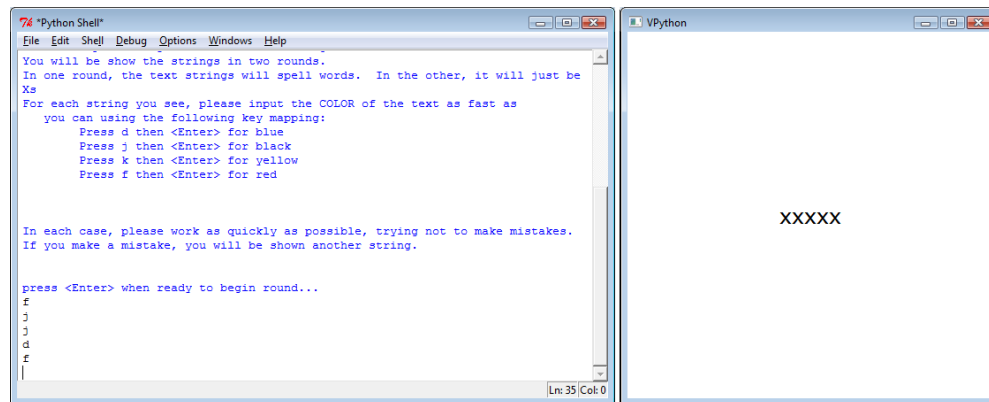 *Python Shell*
File Edit Shell Debug Options Windows Help
You will be show the strings in two rounds.
In one round, the text strings will spell words.  In the other, it will just be
Xs
For each string you see, please input the COLOR of the text as fast as
you can using the following key mapping:
Press d then <Enter> for blue
Press j then <Enter> for black
Press k then <Enter> for yellow
Press f then <Enter> for red
In each case, please work as quickly as possible, trying not to make mistakes.
If you make a mistake, you will be shown another string.
press <Enter> when ready to begin round...
f
j
j
d
f
Ln: 35 Col: 0
VPython
XXXXX